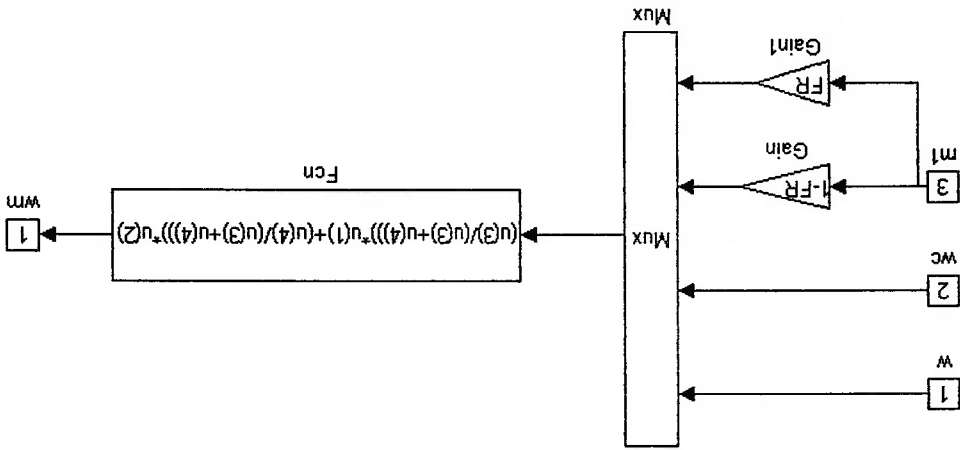 1
w
2
wc
Mux
(u(3)/(u(3)+u(4)))*u(1)+(u(4)/(u(3)+u(4)))*u(2)
1
wm
Fcn
3
m1
1-FR
Gain
FR
Gain1
Mux